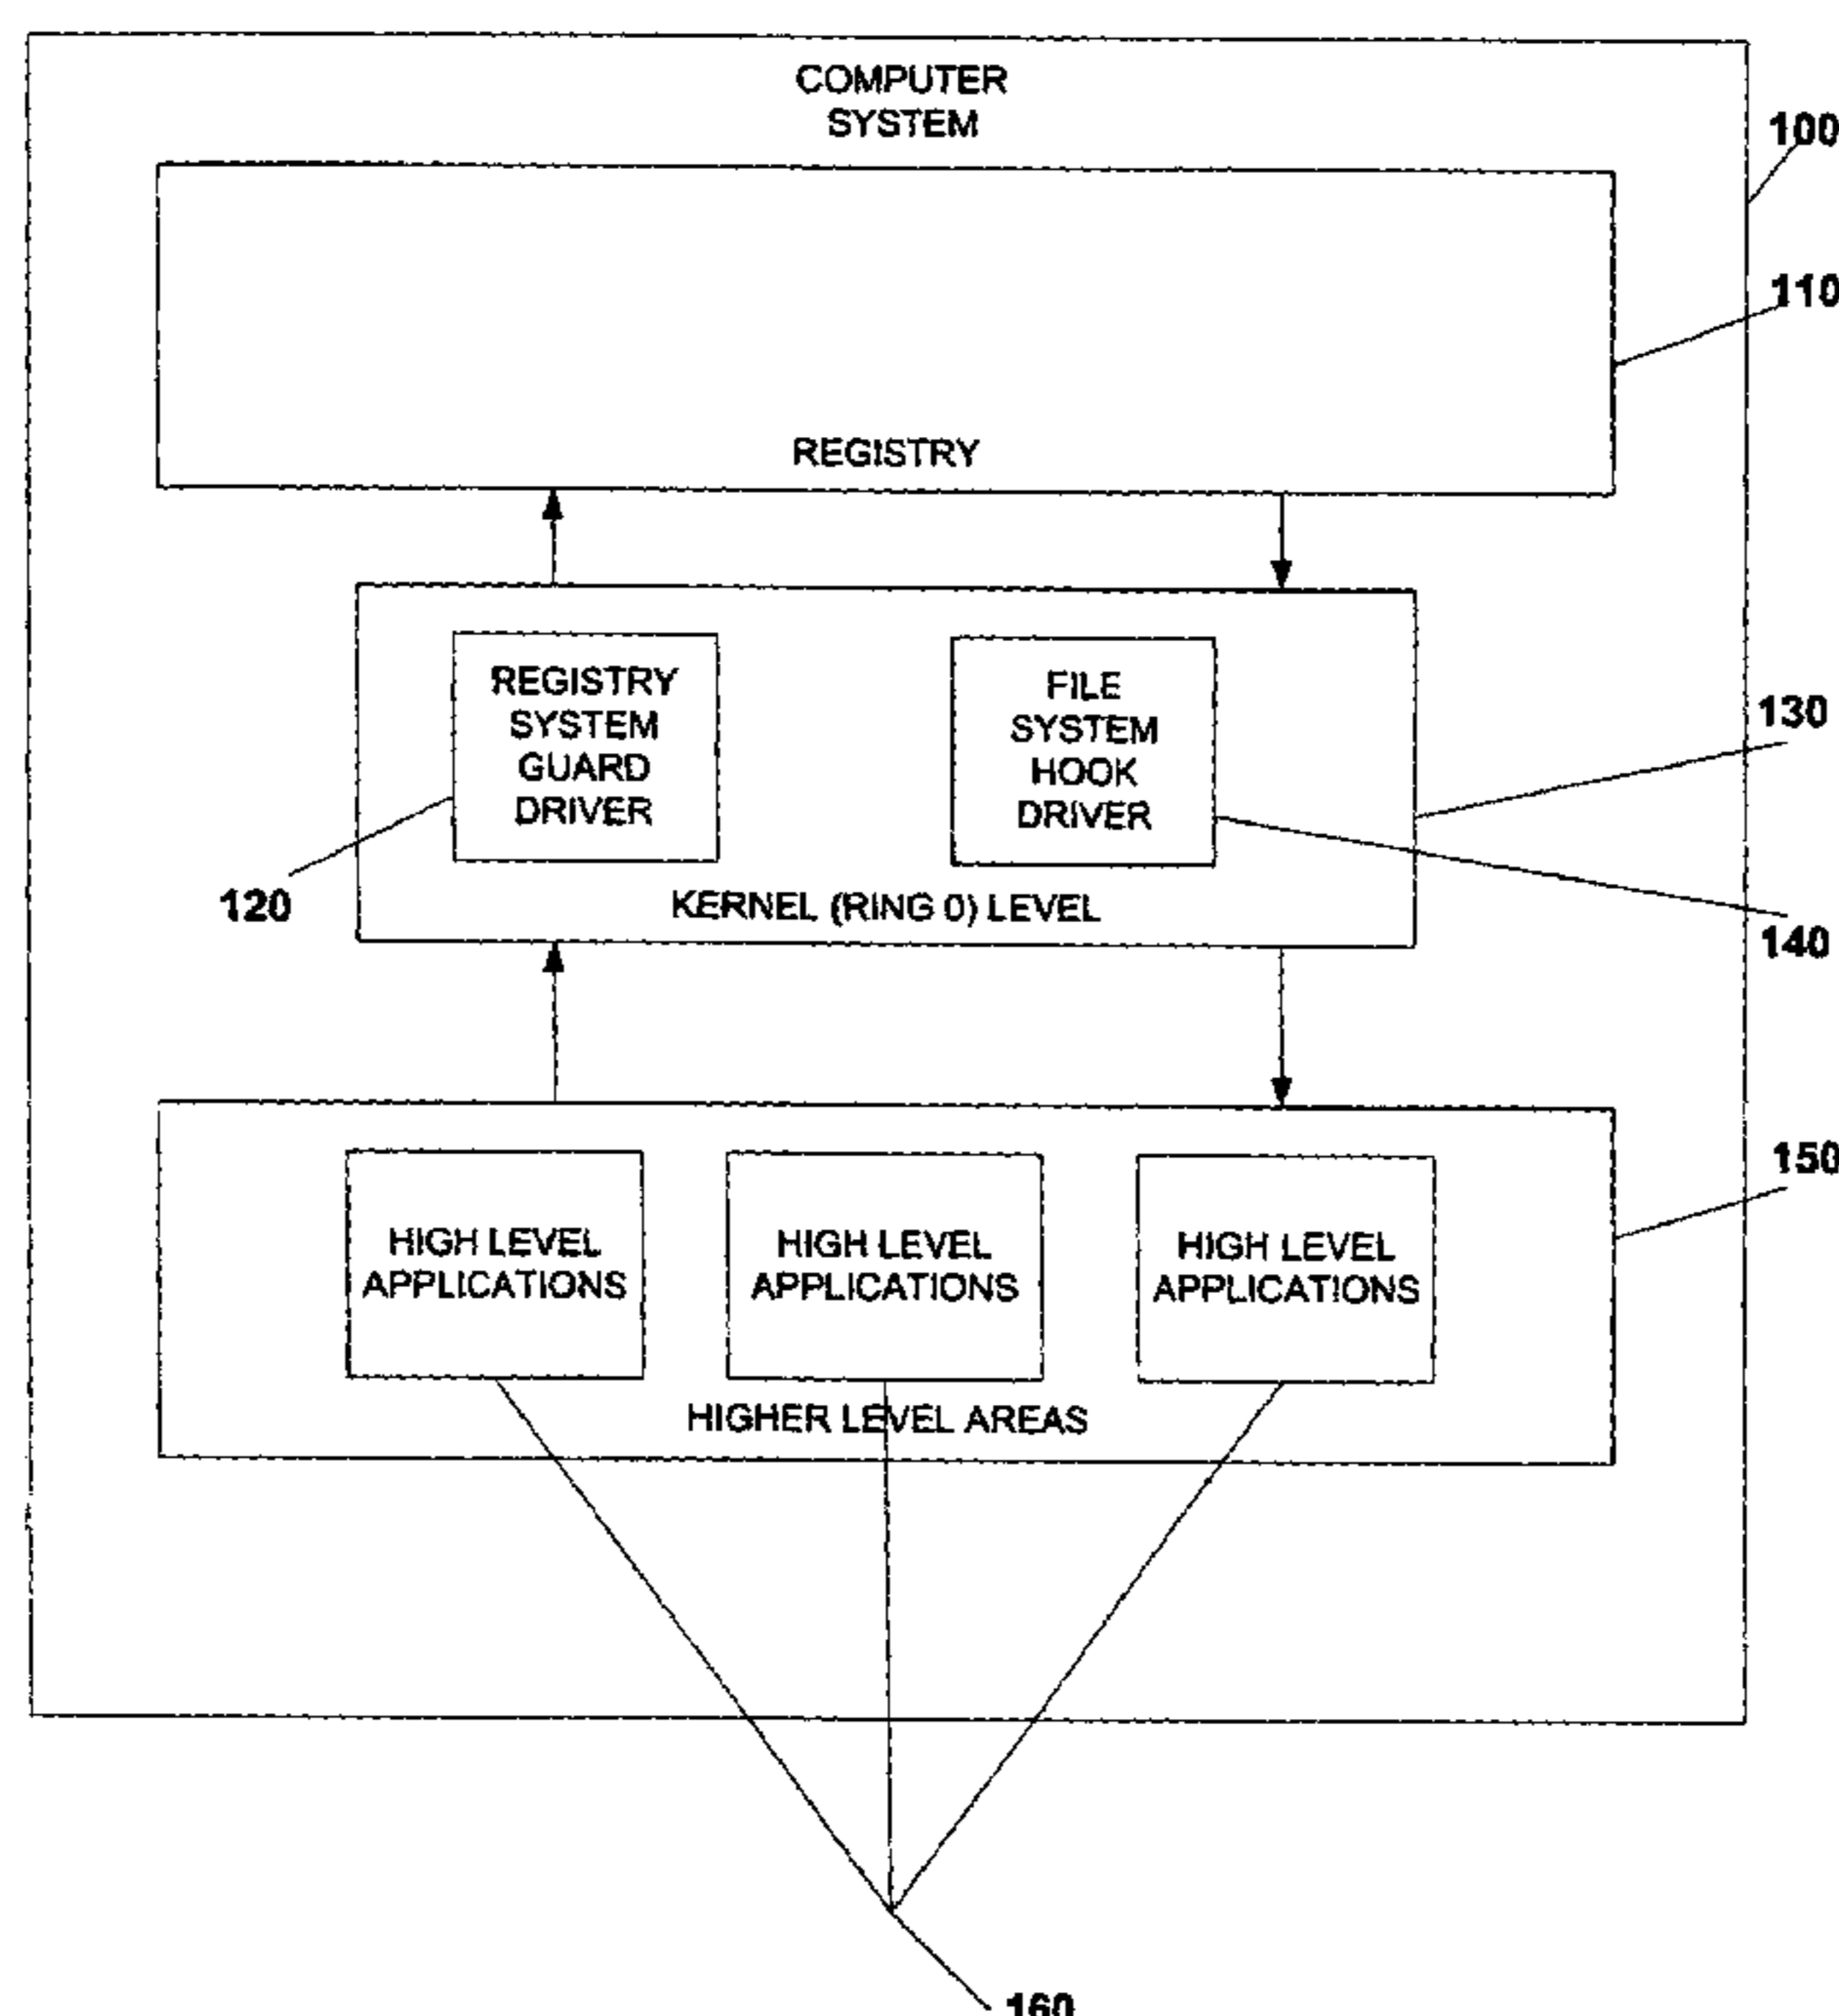 COMPUTER
SYSTEM
100
110
REGISTRY
REGISTRY
SYSTEM
GUARD
DRIVER
FILE
SYSTEM
HOOK
DRIVER
130
120
KERNEL (RING 0) LEVEL
140
150
HIGH LEVEL
APPLICATIONS
HIGH LEVEL
APPLICATIONS
HIGH LEVEL
APPLICATIONS
HIGHER LEVEL AREAS
160